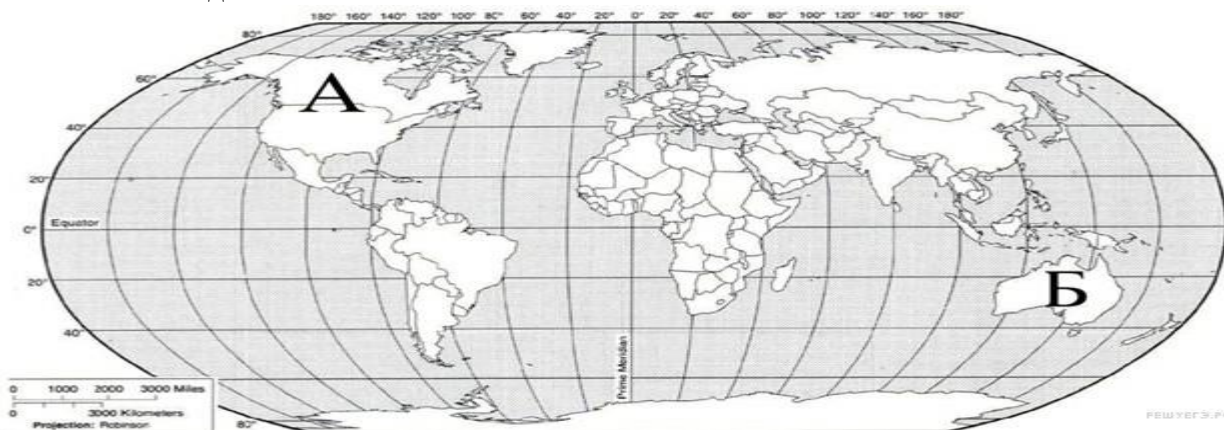 180° 160° 140° 120° 100° 80° 60° 40° 20° 0° 20° 40° 60° 80° 100° 120° 140° 160° 180°
80°
60°
А
40°
20°
Equator
0°
Б
20°
40°
Prime Meridian
0 1000 2000 3000 Miles
0 3000 Kilometers
Projection: Robinson
80°
РЕШУЕГЭ.РФ